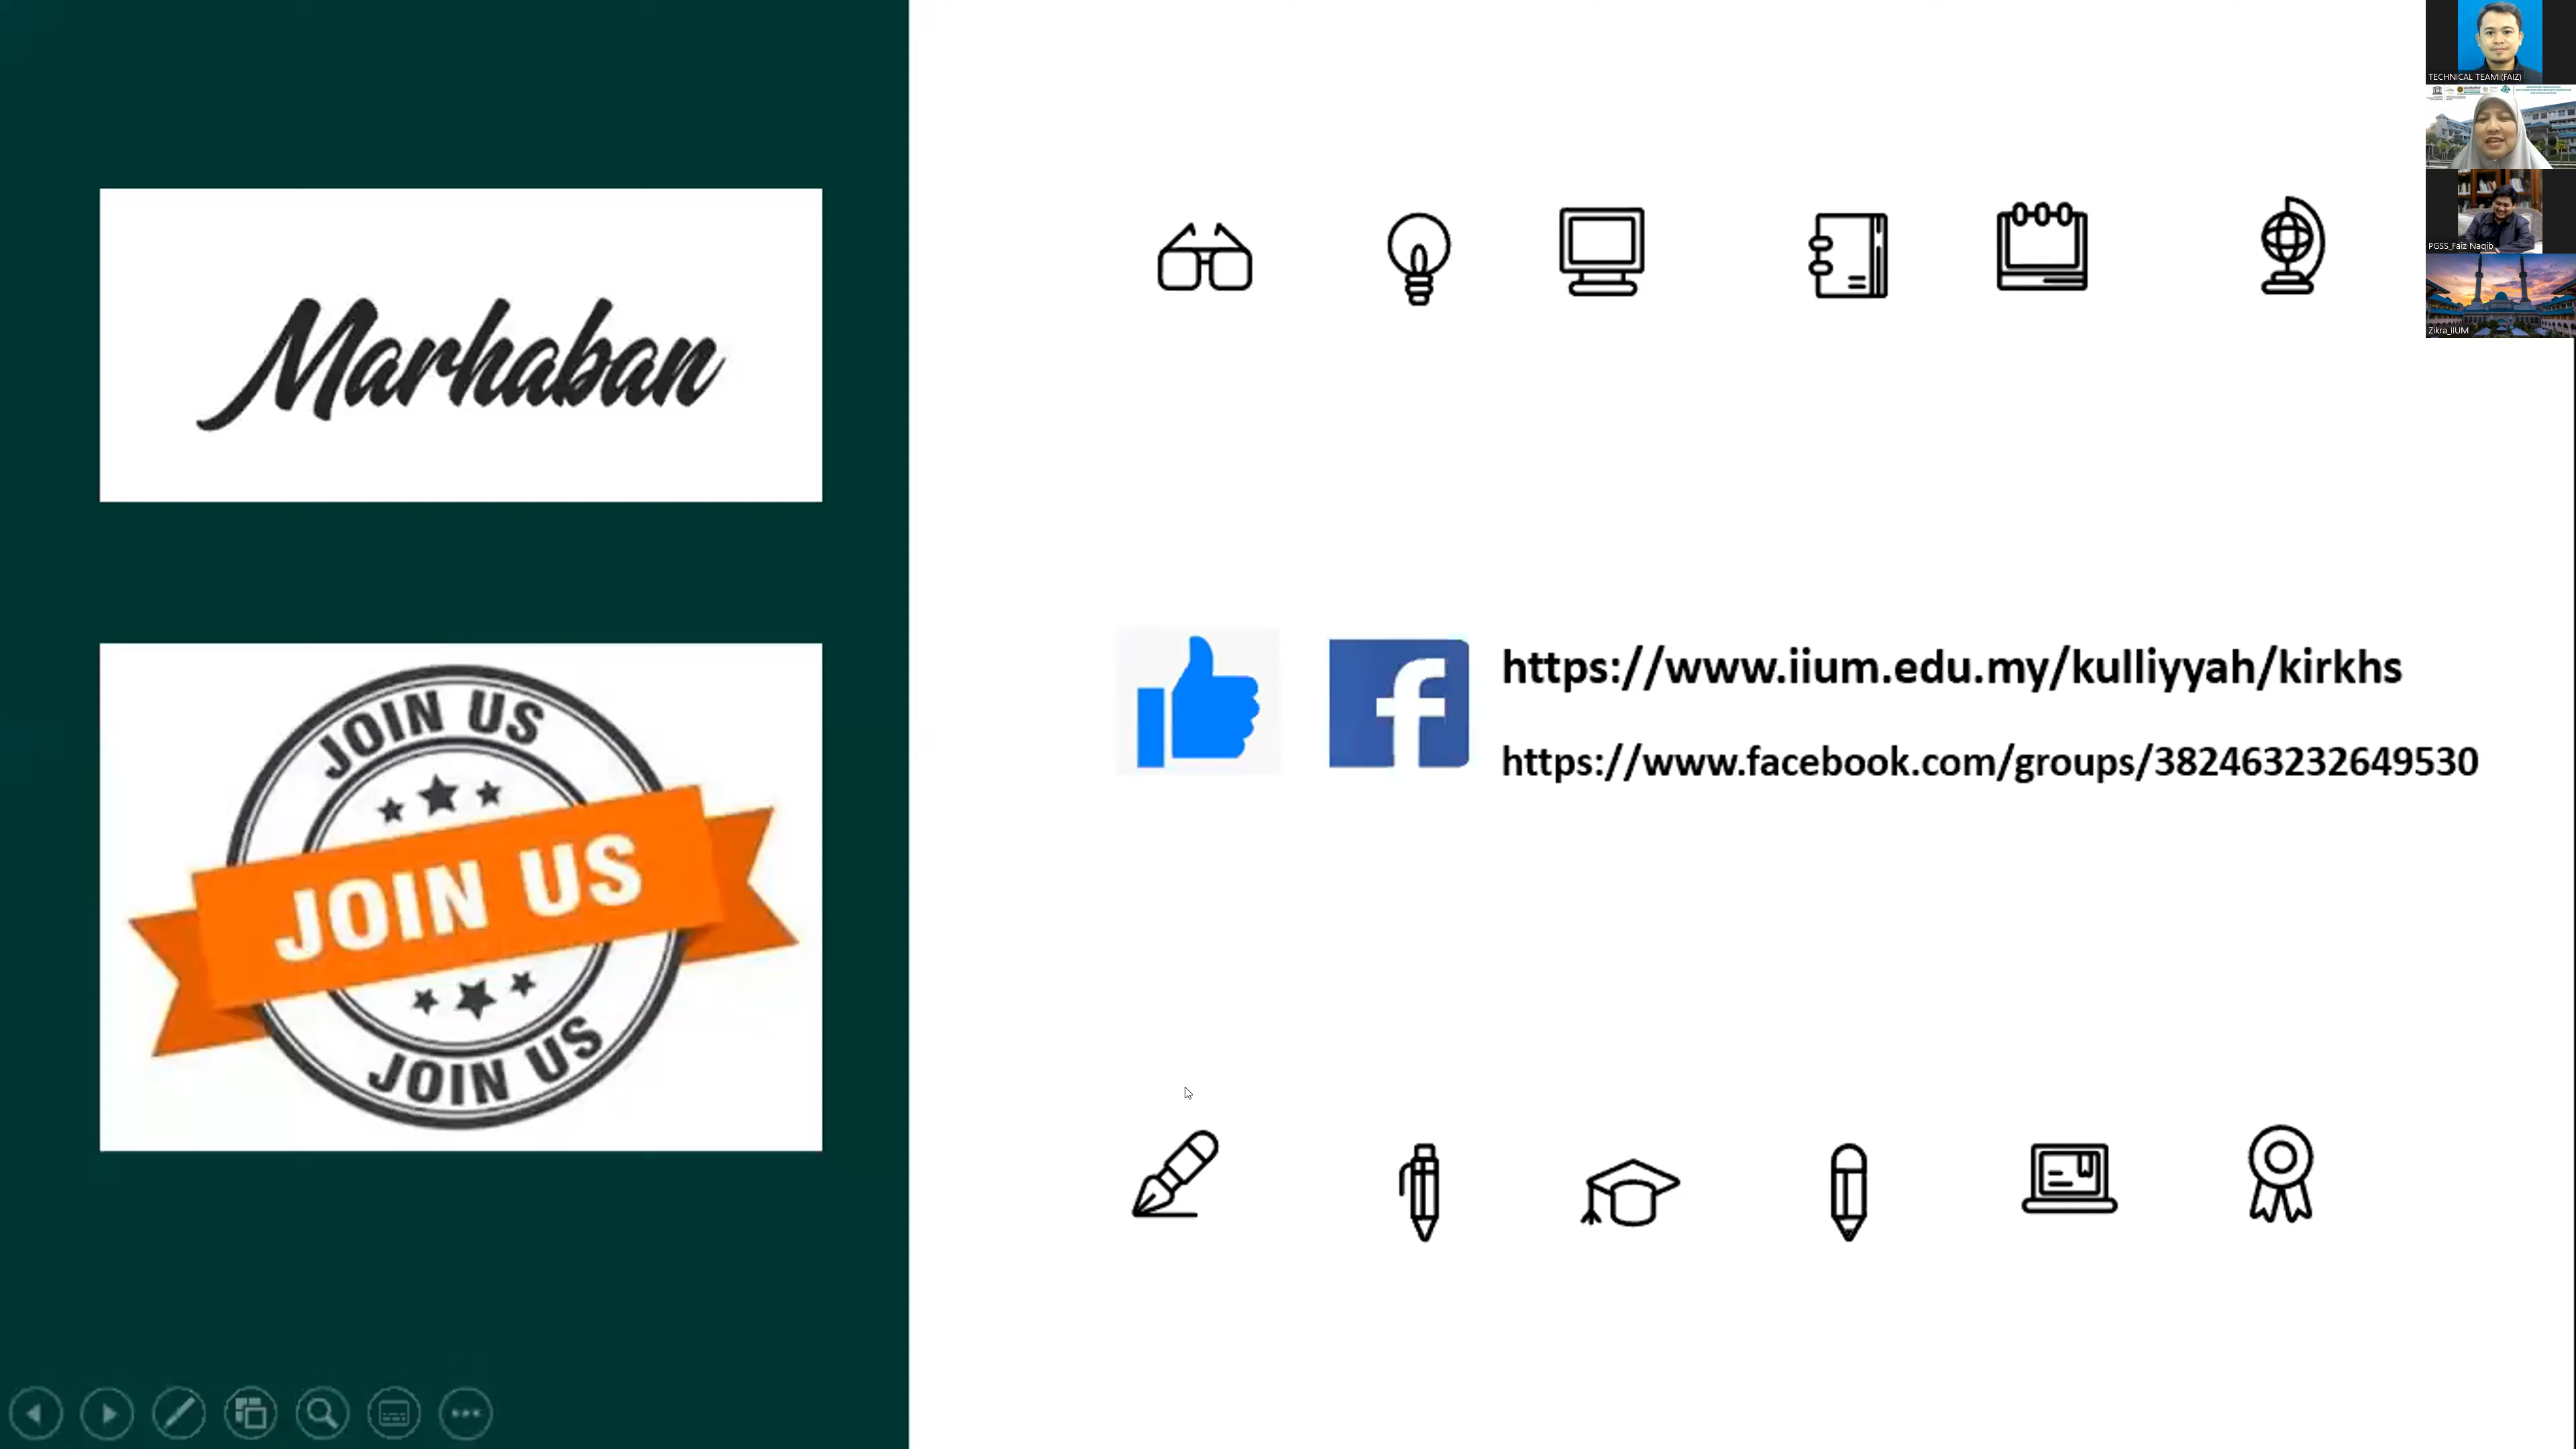 Marhaban
JOIN US
JOIN US
JOIN US
https://www.iium.edu.my/kulliyyah/kirkhs
https://www.facebook.com/groups/382463232649530
TECHNICAL TEAM (FAIZ)
PGSS_Faiz Naqib
Zikra_IIUM